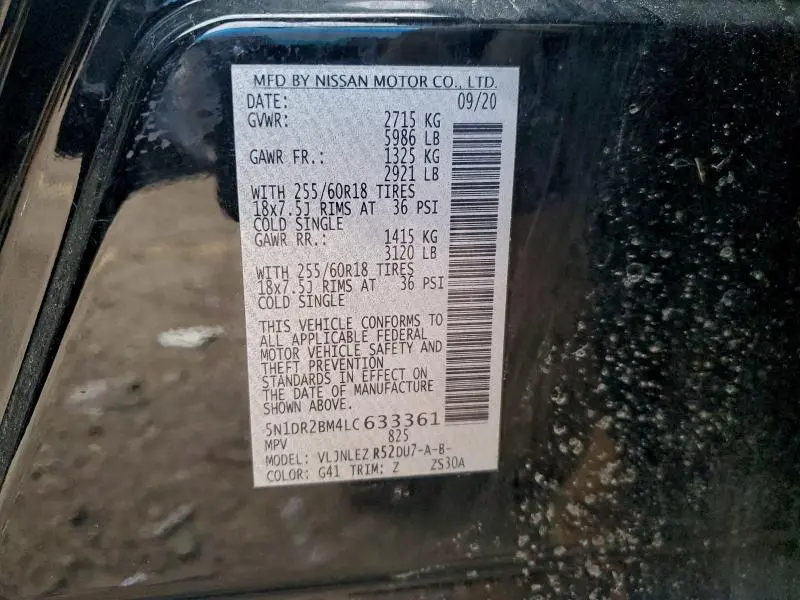 MFD BY NISSAN MOTOR CO., LTD.
DATE: 09/20
GVWR: 2715 KG
5986 LB
GAWR FR.: 1325 KG
2921 LB
WITH 255/60R18 TIRES
18x7.5J RIMS AT 36 PSI
COLD SINGLE
GAWR RR.: 1415 KG
3120 LB
WITH 255/60R18 TIRES
18x7.5J RIMS AT 36 PSI
COLD SINGLE
THIS VEHICLE CONFORMS TO
ALL APPLICABLE FEDERAL
MOTOR VEHICLE SAFETY AND
THEFT PREVENTION
STANDARDS IN EFFECT ON
THE DATE OF MANUFACTURE
SHOWN ABOVE.
5N1DR2BM4LC633361
MPV 825
MODEL: VLJNLEZ R52DU7-A-B-
COLOR: G41 TRIM: Z ZS30A